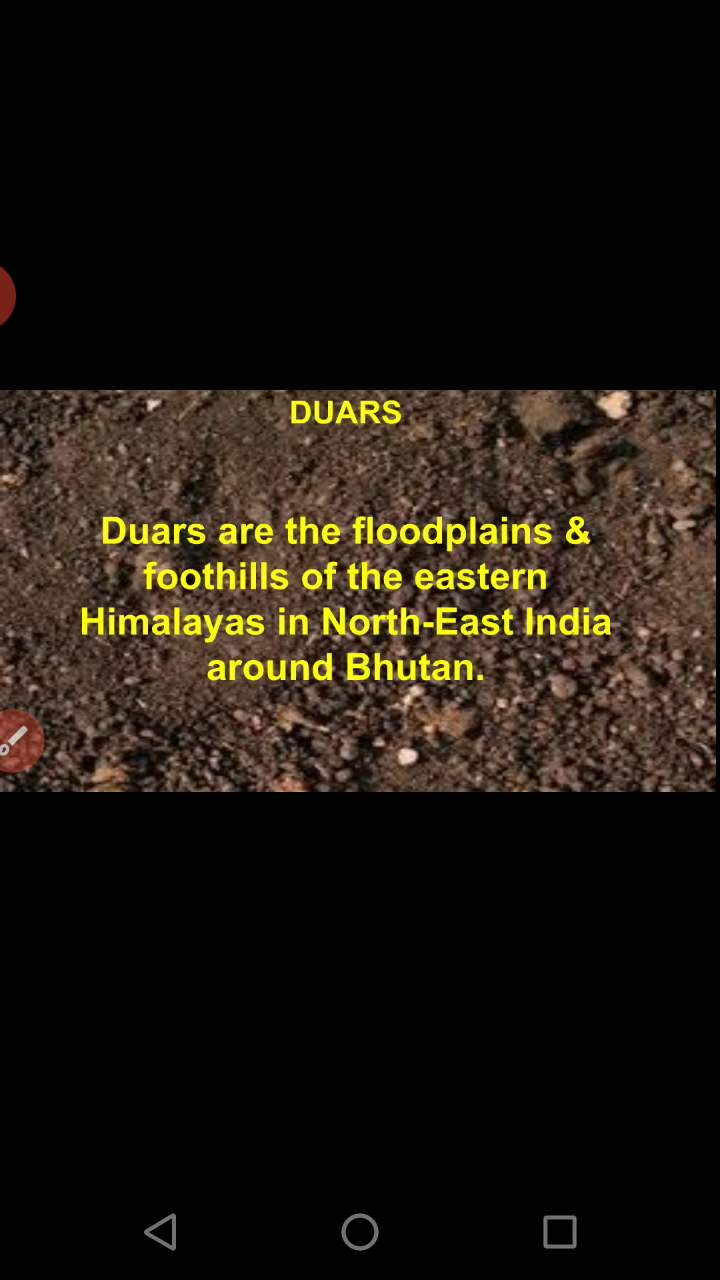 DUARS
Duars are the floodplains &
foothills of the eastern
Himalayas in North-East India
around Bhutan.